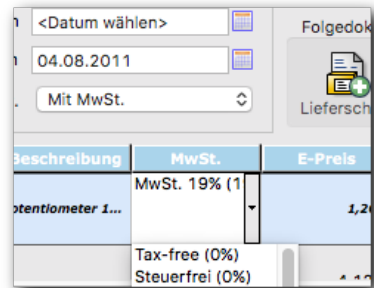 <Datum wählen>
Folgedok
04.08.2011
Mit MwSt.
Liefersch
Beschreibung MwSt. E-Preis
otentiometer 1... MwSt. 19% (1 1,2
Tax-free (0%)
Steuerfrei (0%)